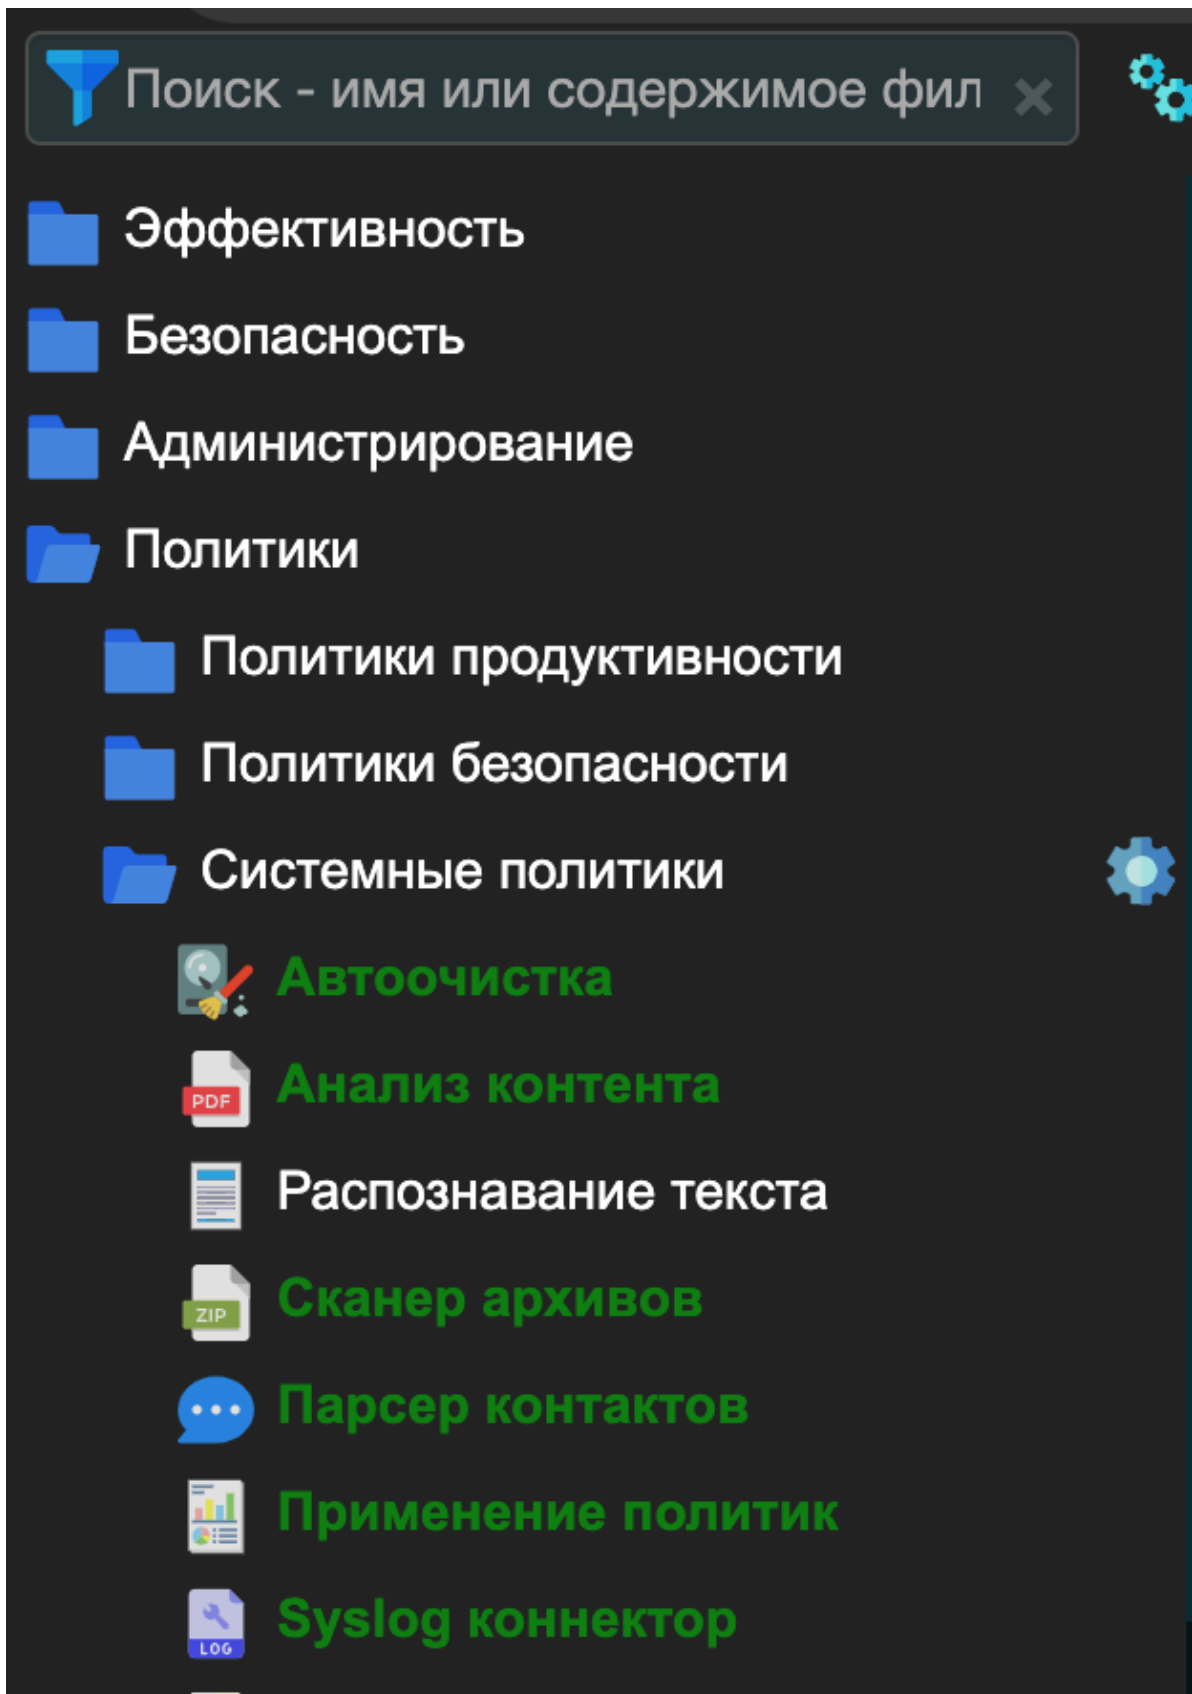 Поиск - имя или содержимое фил
Эффективность
Безопасность
Администрирование
Политики
Политики продуктивности
Политики безопасности
Системные политики
Автоочистка
PDF
Анализ контента
Распознавание текста
ZIP
Сканер архивов
Парсер контактов
Применение политик
LOG
Syslog коннектор